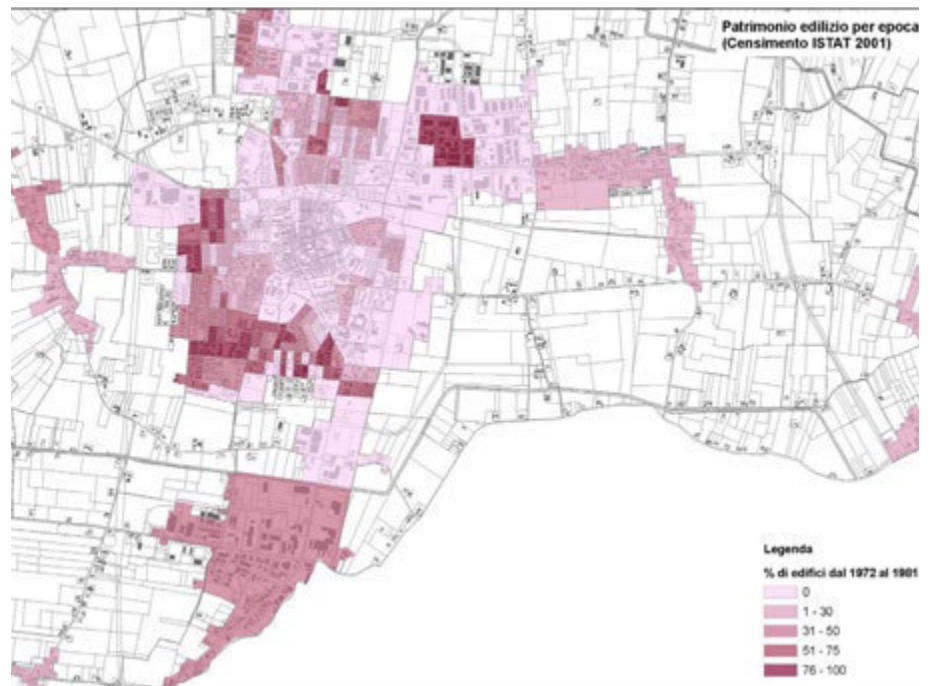 Patrimonio edilizio per epoca
(Censimento ISTAT 2001)
Legenda
% di edifici dal 1972 al 1981
0
1 - 30
31 - 50
51 - 75
76 - 100